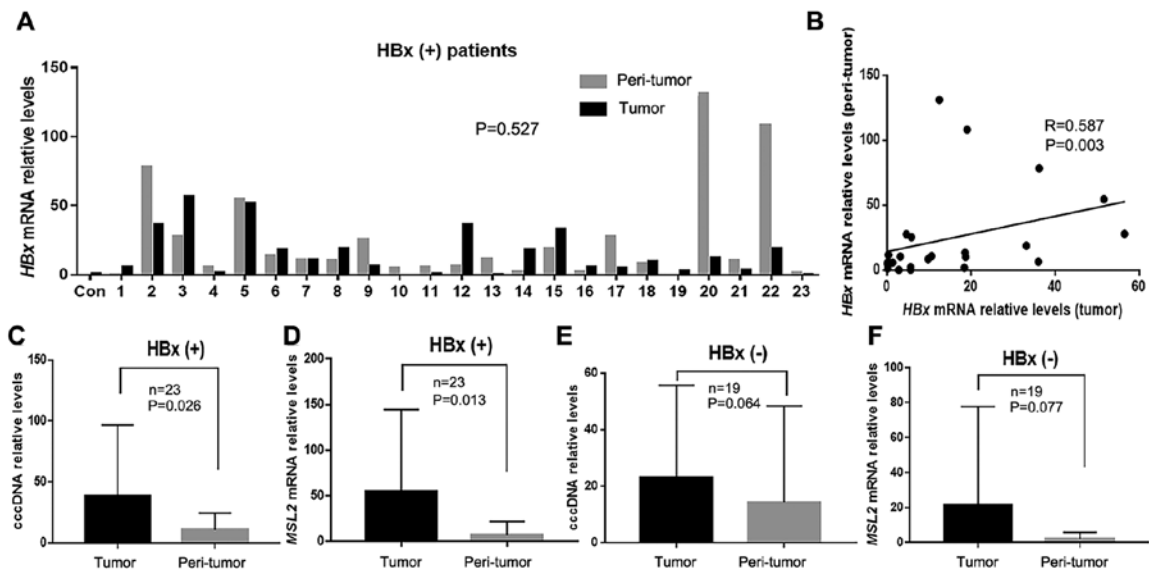 A
HBx (+) patients
HBx mRNA relative levels
150
100
50
0
Peri-tumor
Tumor
P=0.527
Con 1 2 3 4 5 6 7 8 9 10 11 12 13 14 15 16 17 18 19 20 21 22 23
B
HBx mRNA relative levels (peri-tumor)
150
100
50
0
R=0.587
P=0.003
0 20 40 60
HBx mRNA relative levels (tumor)
C
HBx (+)
cccDNA relative levels
150
100
50
0
n=23
P=0.026
Tumor Peri-tumor
D
HBx (+)
MSL2 mRNA relative levels
200
150
100
50
0
n=23
P=0.013
Tumor Peri-tumor
E
HBx (-)
cccDNA relative levels
60
40
20
0
n=19
P=0.064
Tumor Peri-tumor
F
HBx (-)
MSL2 mRNA relative levels
100
80
60
40
20
0
n=19
P=0.077
Tumor Peri-tumor